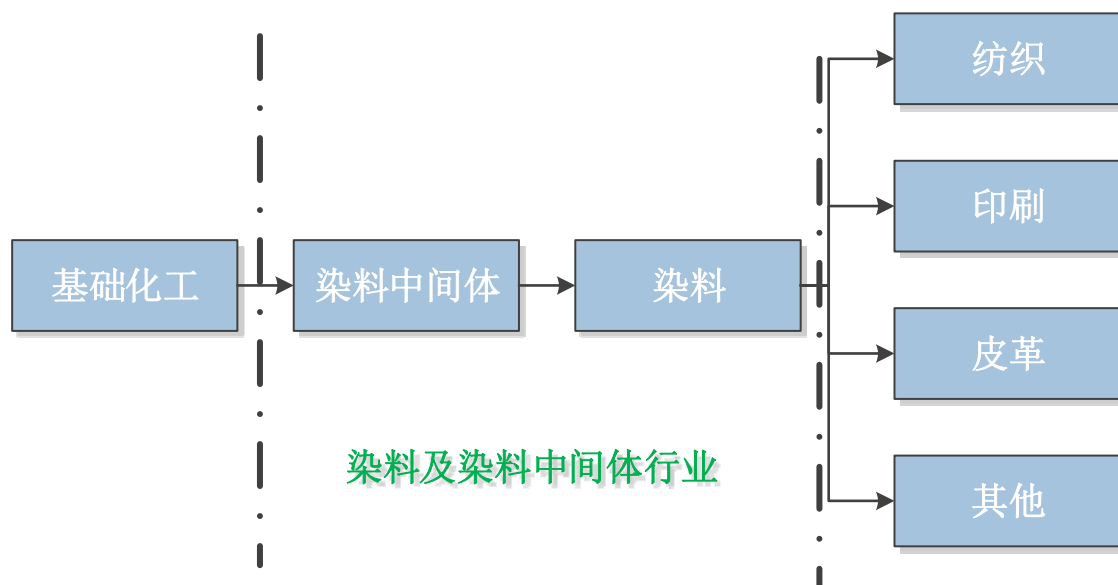 纺织
印刷
基础化工
染料中间体
染料
皮革
染料及染料中间体行业
其他